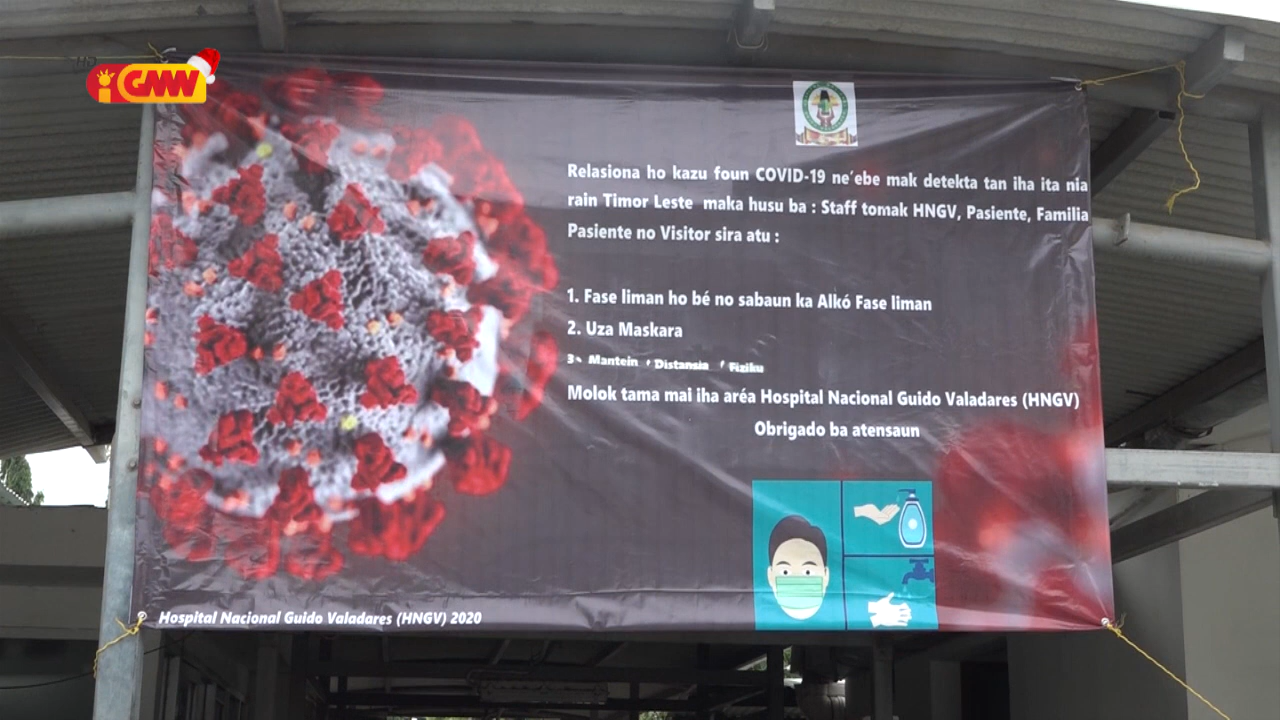 HD
GMN
Relasiona ho kazu foun COVID-19 ne'ebe mak detekta tan iha ita nia
rain Timor Leste maka husu ba : Staff tomak HNGV, Pasiente, Familia
Pasiente no Visitor sira atu :
1. Fase liman ho bé no sabaun ka Alkó Fase liman
2. Uza Maskara
3. Mantein Distansia Fiziku
Molok tama mai iha aréa Hospital Nacional Guido Valadares (HNGV)
Obrigado ba atensaun
Hospital Nacional Guido Valadares (HNGV) 2020